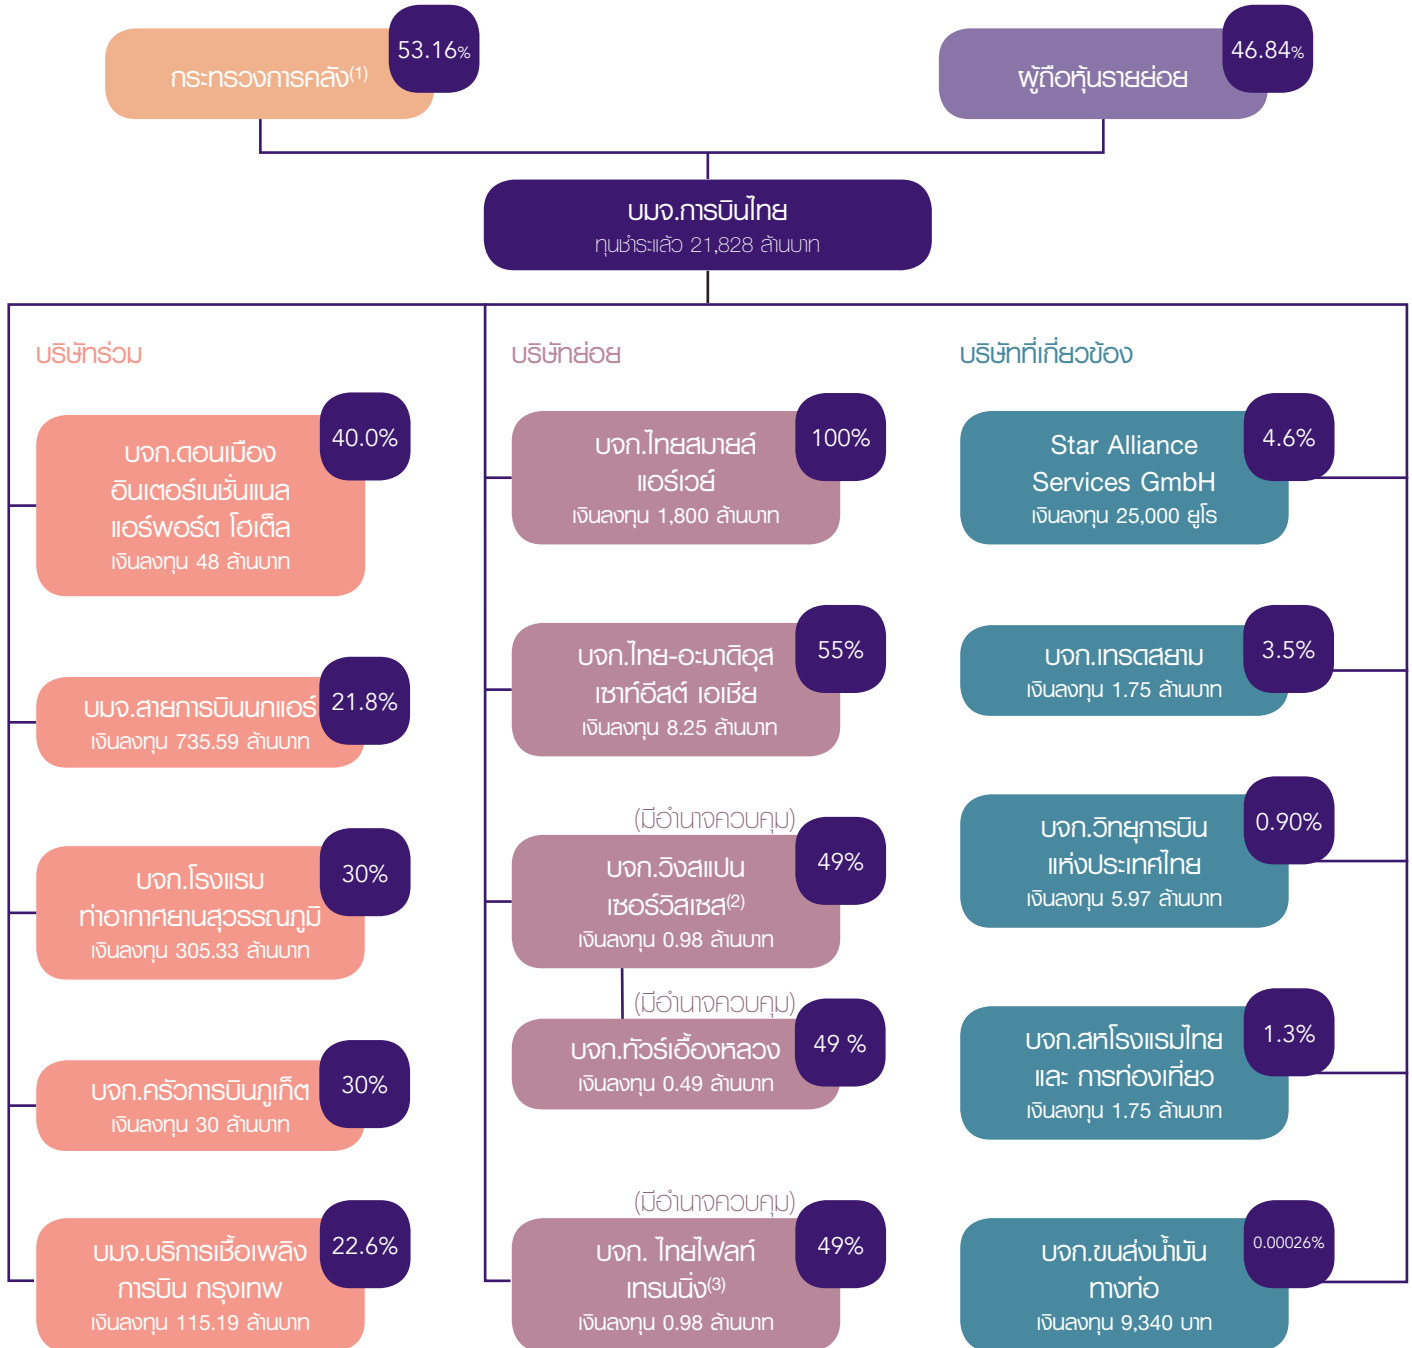 กระทรวงการคลัง(1)
53.16%
ผู้ถือหุ้นรายย่อย
46.84%
บมจ.การบินไทย
ทุนชำระแล้ว 21,828 ล้านบาท
บริษัทร่วม
บจก.ดอนเมือง
อินเตอร์เนชั่นแนล
แอร์พอร์ต โฮเต็ล
เงินลงทุน 48 ล้านบาท
40.0%
บมจ.สายการบินนกแอร์
เงินลงทุน 735.59 ล้านบาท
21.8%
บจก.โรงแรม
ท่าอากาศยานสุวรรณภูมิ
เงินลงทุน 305.33 ล้านบาท
30%
บจก.ครัวการบินภูเก็ต
เงินลงทุน 30 ล้านบาท
30%
บมจ.บริการเชื้อเพลิง
การบิน กรุงเทพ
เงินลงทุน 115.19 ล้านบาท
22.6%
บริษัทย่อย
บจก.ไทยสมายล์
แอร์เวย์
เงินลงทุน 1,800 ล้านบาท
100%
บจก.ไทย-อะมาดิอุส
เซาท์อีสต์ เอเชีย
เงินลงทุน 8.25 ล้านบาท
55%
(มีอำนาจควบคุม)
บจก.วิงสแปน
เซอร์วิสเซส(2)
เงินลงทุน 0.98 ล้านบาท
49%
(มีอำนาจควบคุม)
บจก.ทัวร์เอื้องหลวง
เงินลงทุน 0.49 ล้านบาท
49 %
(มีอำนาจควบคุม)
บจก. ไทยไฟลท์
เทรนนิ่ง(3)
เงินลงทุน 0.98 ล้านบาท
49%
บริษัทที่เกี่ยวข้อง
Star Alliance
Services GmbH
เงินลงทุน 25,000 ยูโร
4.6%
บจก.เทรดสยาม
เงินลงทุน 1.75 ล้านบาท
3.5%
บจก.วิทยุการบิน
แห่งประเทศไทย
เงินลงทุน 5.97 ล้านบาท
0.90%
บจก.สหโรงแรมไทย
และ การท่องเที่ยว
เงินลงทุน 1.75 ล้านบาท
1.3%
บจก.ขนส่งน้ำมัน
ทางท่อ
เงินลงทุน 9,340 บาท
0.00026%